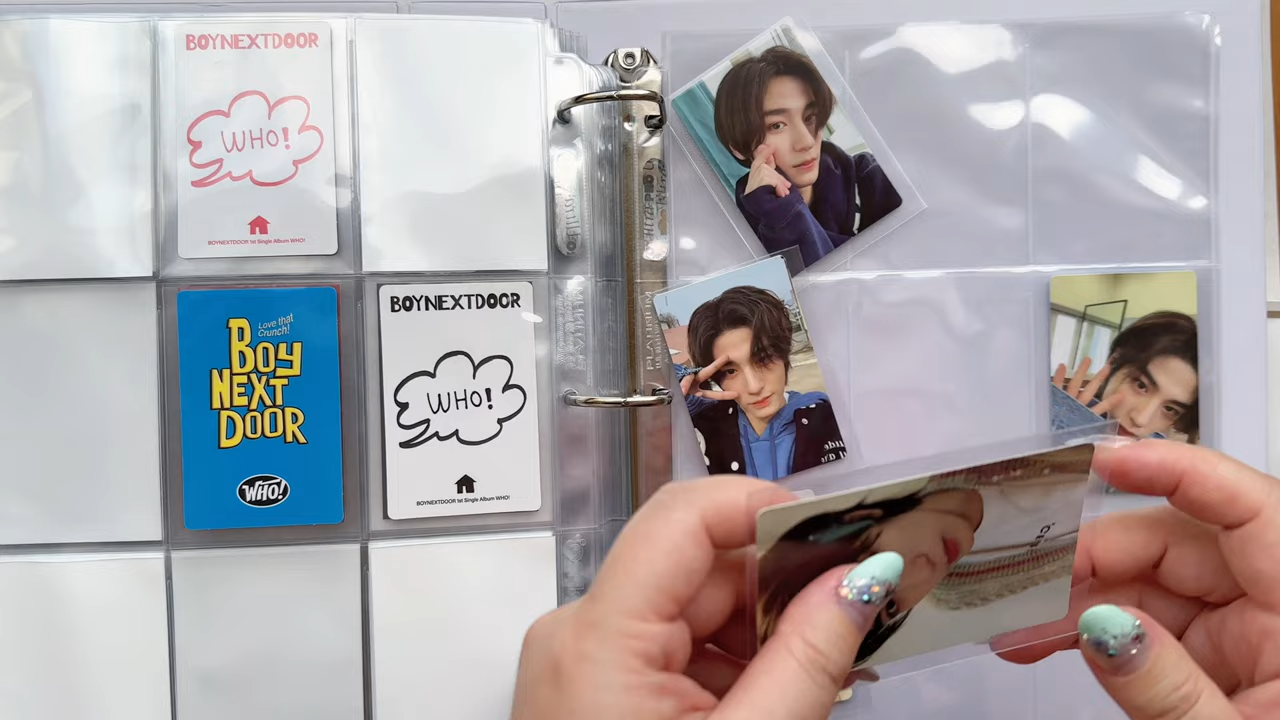 BOYNEXTDOOR
WHO!
BOYNEXTDOOR 1st Single Album WHO!
Love that
Crunch!
BOY
NEXT
DOOR
WHO!
BOYNEXTDOOR
WHO!
BOYNEXTDOOR 1st Single Album WHO!
PLATINUM